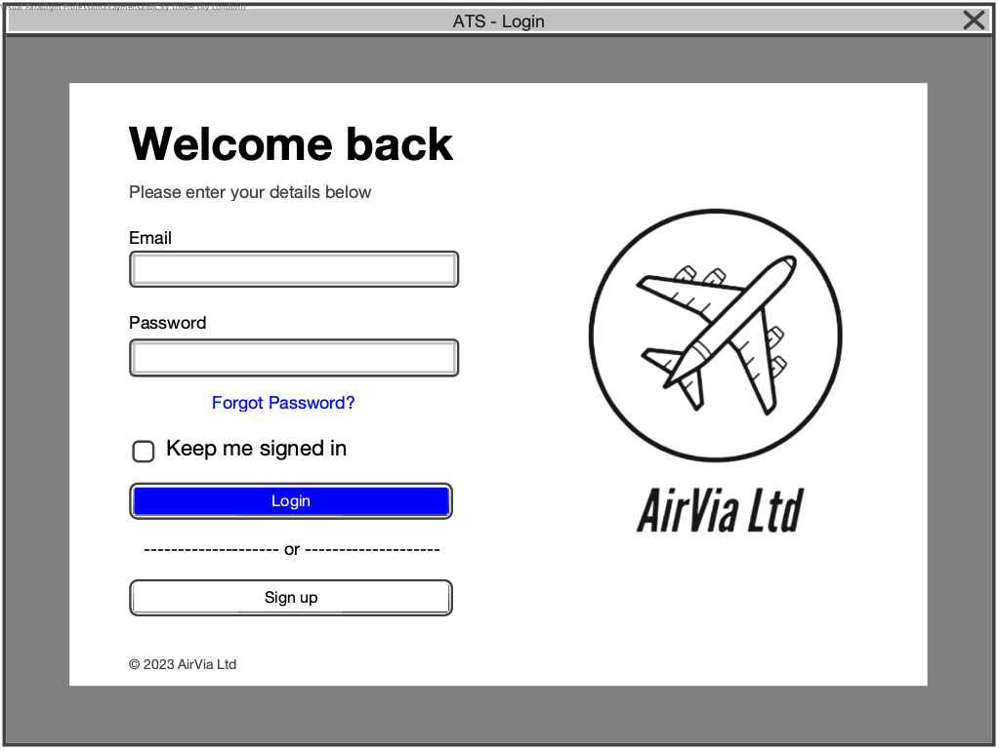 Visual Paradigm Professional(aymensaid(City University London))
ATS - Login
Welcome back
Please enter your details below
Email
Password
Forgot Password?
Keep me signed in
Login
-------------------- or --------------------
Sign up
© 2023 AirVia Ltd
AirVia Ltd